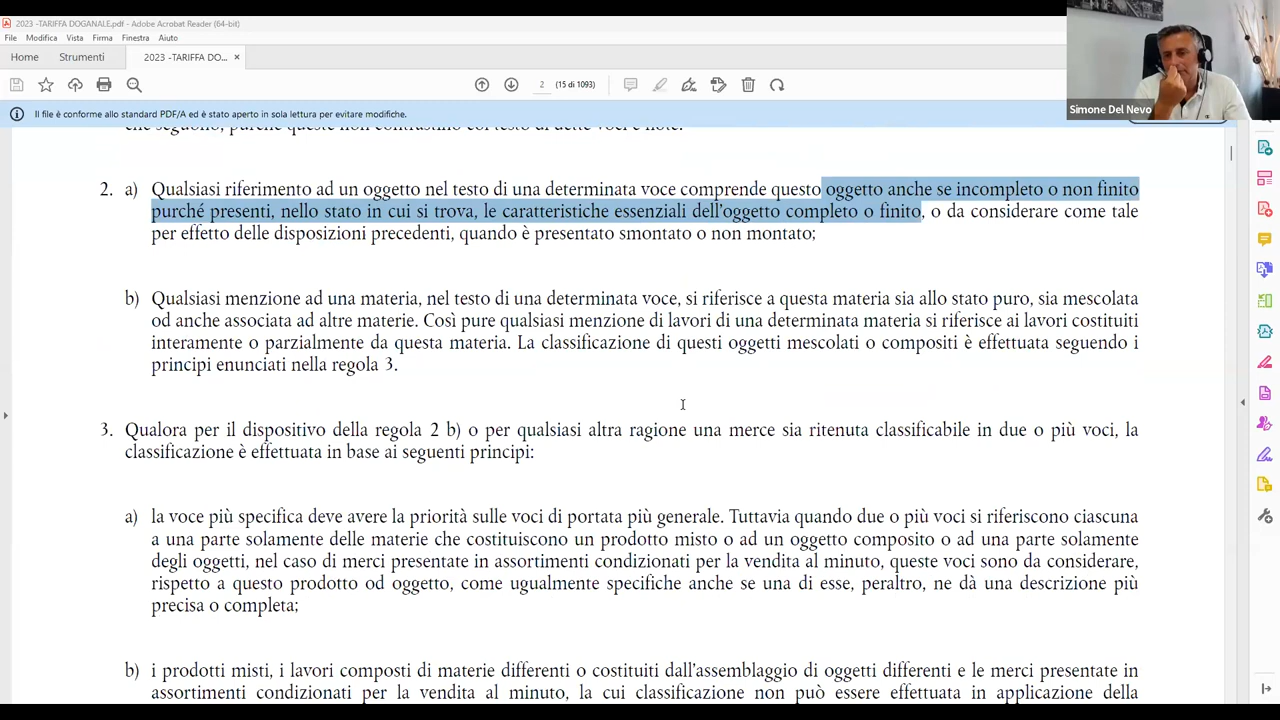 2023 -TARIFFA DOGANALE.pdf - Adobe Acrobat Reader (64-bit)
File Modifica Vista Firma Finestra Aiuto
Home Strumenti 2023 -TARIFFA DO... ×
2 (15 di 1093)
Simone Del Nevo
Il file è conforme allo standard PDF/A ed è stato aperto in sola lettura per evitare modifiche.
che seguono, purché queste non contrastino col testo di dette voci e note.
2. a) Qualsiasi riferimento ad un oggetto nel testo di una determinata voce comprende questo oggetto anche se incompleto o non finito
purché presenti, nello stato in cui si trova, le caratteristiche essenziali dell'oggetto completo o finito, o da considerare come tale
per effetto delle disposizioni precedenti, quando è presentato smontato o non montato;
b) Qualsiasi menzione ad una materia, nel testo di una determinata voce, si riferisce a questa materia sia allo stato puro, sia mescolata
od anche associata ad altre materie. Così pure qualsiasi menzione di lavori di una determinata materia si riferisce ai lavori costituiti
interamente o parzialmente da questa materia. La classificazione di questi oggetti mescolati o compositi è effettuata seguendo i
principi enunciati nella regola 3.
3. Qualora per il dispositivo della regola 2 b) o per qualsiasi altra ragione una merce sia ritenuta classificabile in due o più voci, la
classificazione è effettuata in base ai seguenti principi:
a) la voce più specifica deve avere la priorità sulle voci di portata più generale. Tuttavia quando due o più voci si riferiscono ciascuna
a una parte solamente delle materie che costituiscono un prodotto misto o ad un oggetto composito o ad una parte solamente
degli oggetti, nel caso di merci presentate in assortimenti condizionati per la vendita al minuto, queste voci sono da considerare,
rispetto a questo prodotto od oggetto, come ugualmente specifiche anche se una di esse, peraltro, ne dà una descrizione più
precisa o completa;
b) i prodotti misti, i lavori composti di materie differenti o costituiti dall'assemblaggio di oggetti differenti e le merci presentate in
assortimenti condizionati per la vendita al minuto, la cui classificazione non può essere effettuata in applicazione della